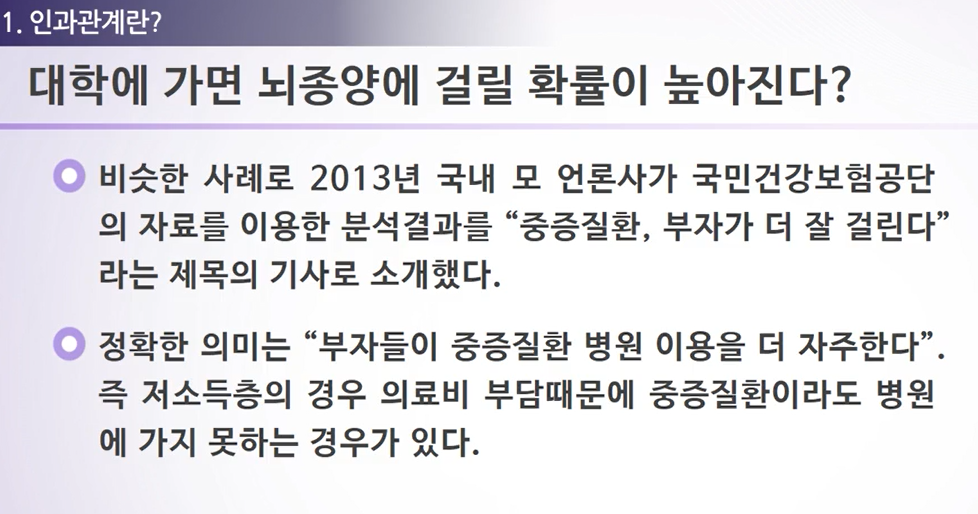 1. 인과관계란?
대학에 가면 뇌종양에 걸릴 확률이 높아진다?
비슷한 사례로 2013년 국내 모 언론사가 국민건강보험공단
의 자료를 이용한 분석결과를 “중증질환, 부자가 더 잘 걸린다”
라는 제목의 기사로 소개했다.
정확한 의미는 “부자들이 중증질환 병원 이용을 더 자주한다”.
즉 저소득층의 경우 의료비 부담때문에 중증질환이라도 병원
에 가지 못하는 경우가 있다.